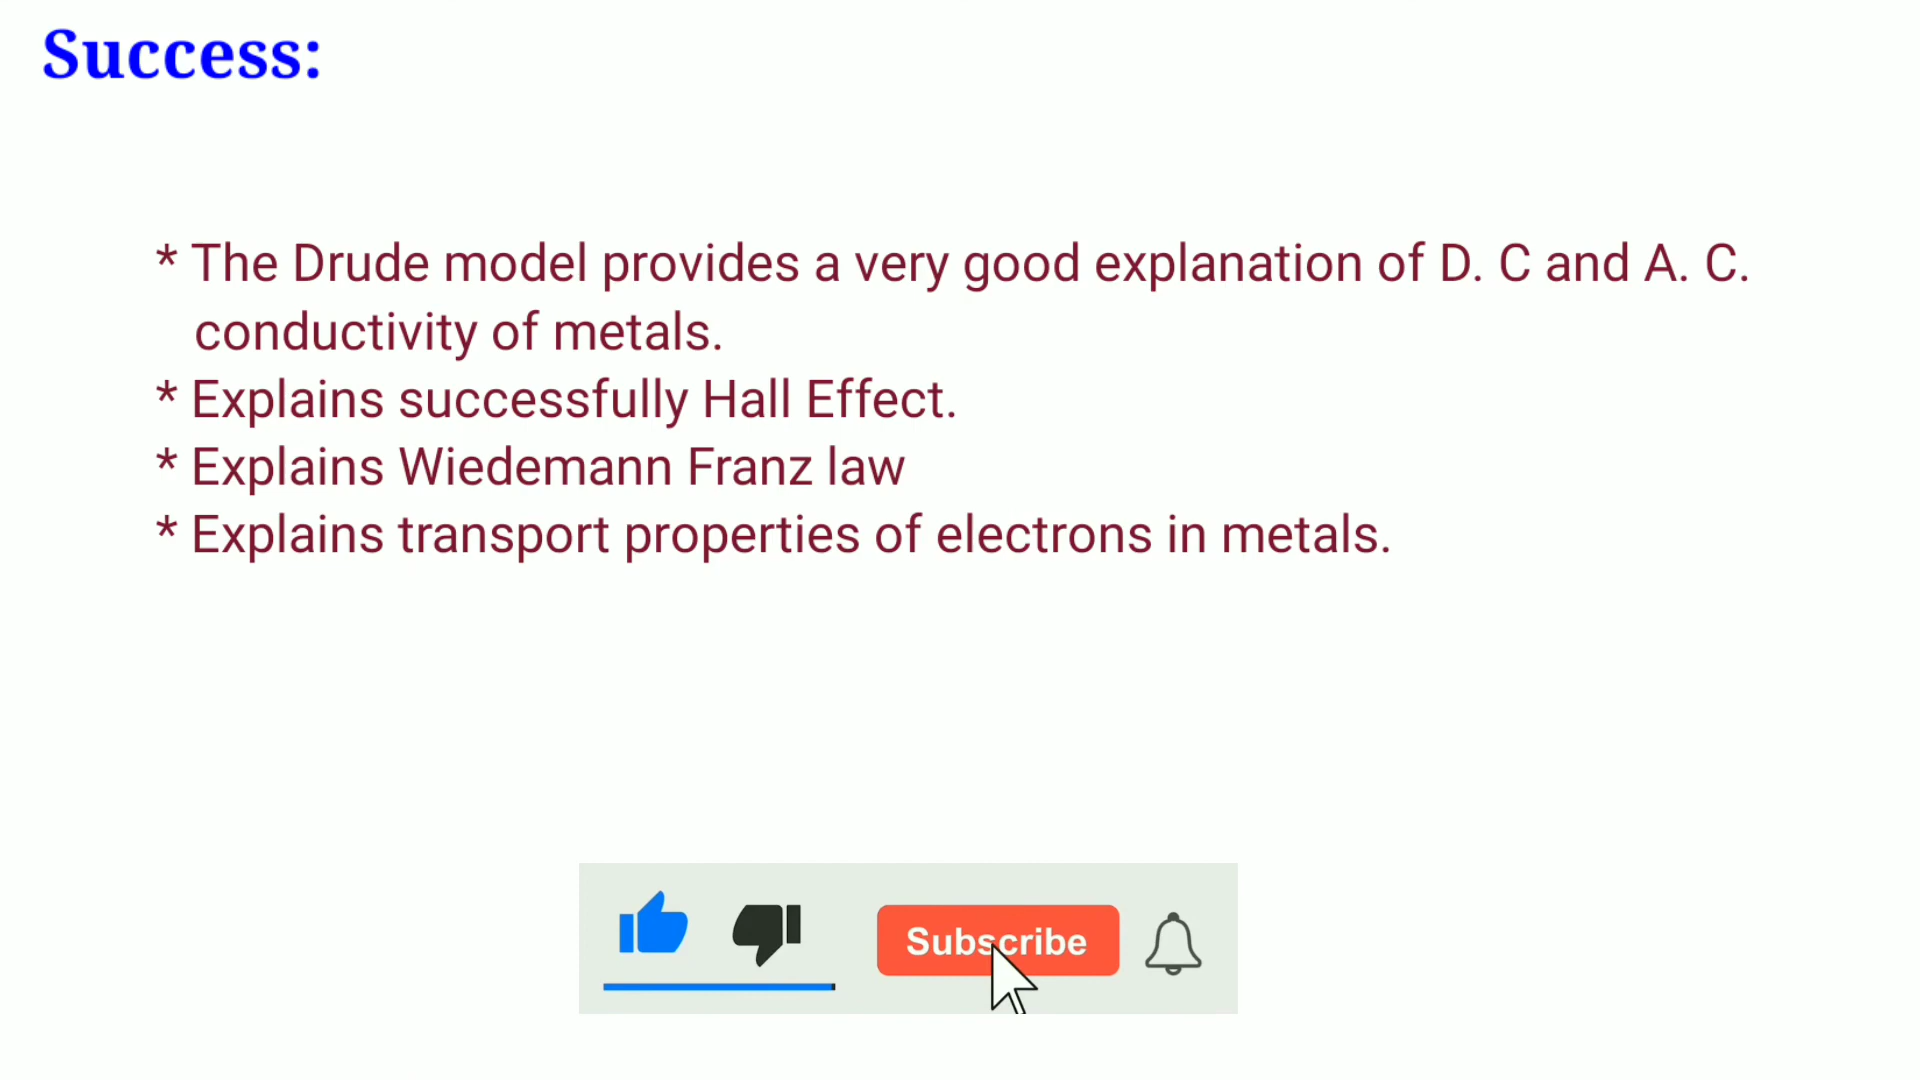 Success:
* The Drude model provides a very good explanation of D. C and A. C.
conductivity of metals.
* Explains successfully Hall Effect.
* Explains Wiedemann Franz law
* Explains transport properties of electrons in metals.
Subscribe